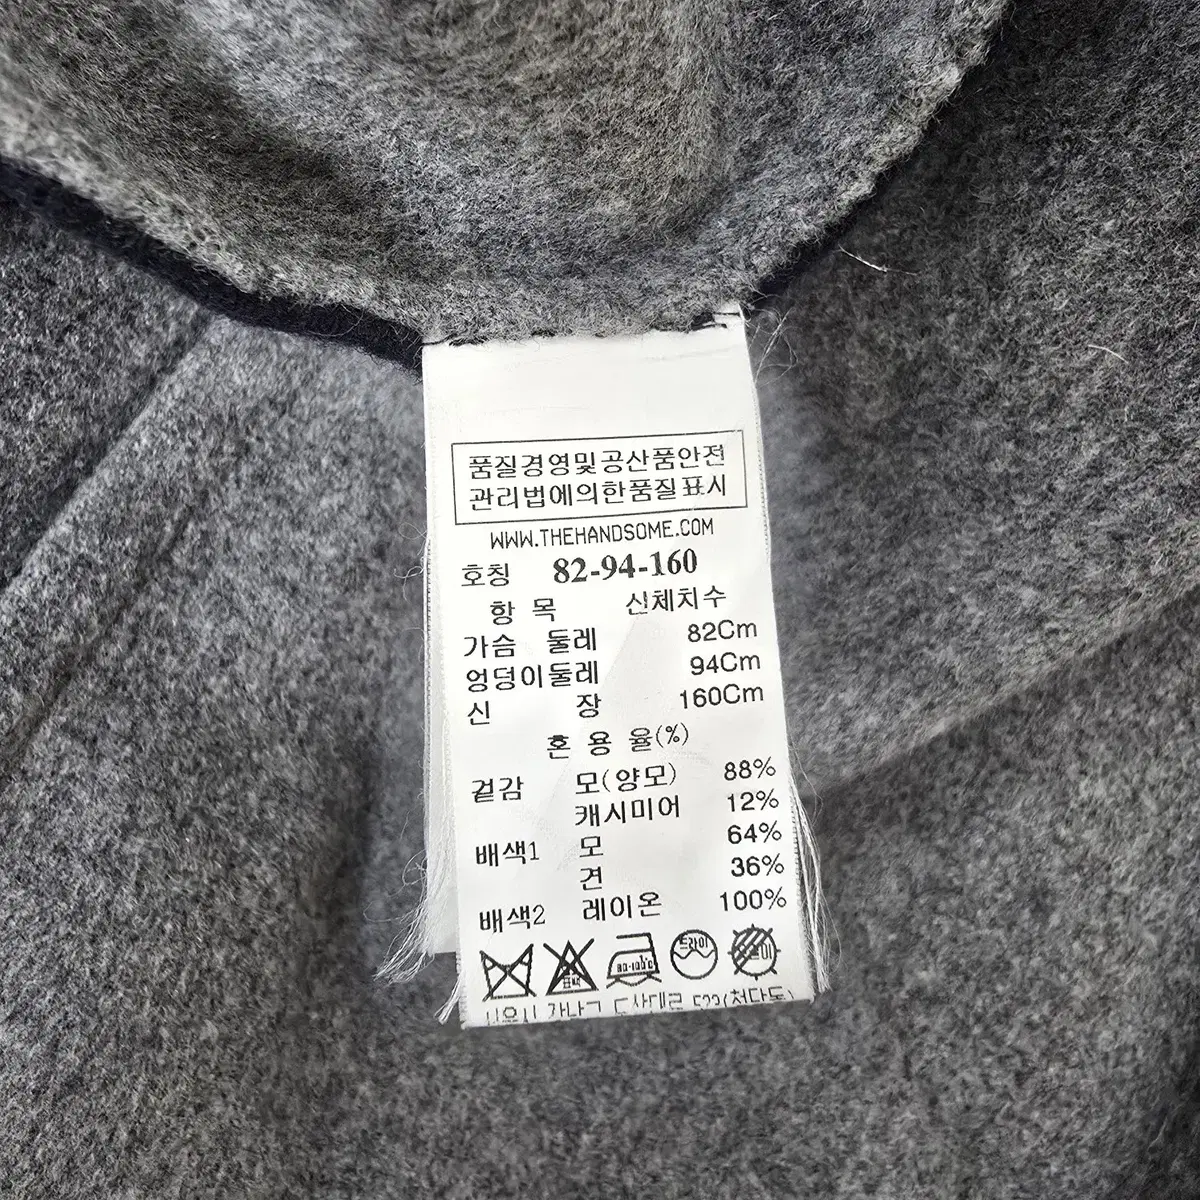 품질경영및공산품안전
관리법에의한품질표시
WWW.THEHANDSOME.COM
호칭 82-94-160
항 목 신체치수
가슴 둘레 82Cm
엉덩이둘레 94Cm
신 장 160Cm
혼 용 율(%)
겉감 모(양모) 88%
캐시미어 12%
배색1 모 64%
견 36%
배색2 레이온 100%
표백 80-100°C 드라이